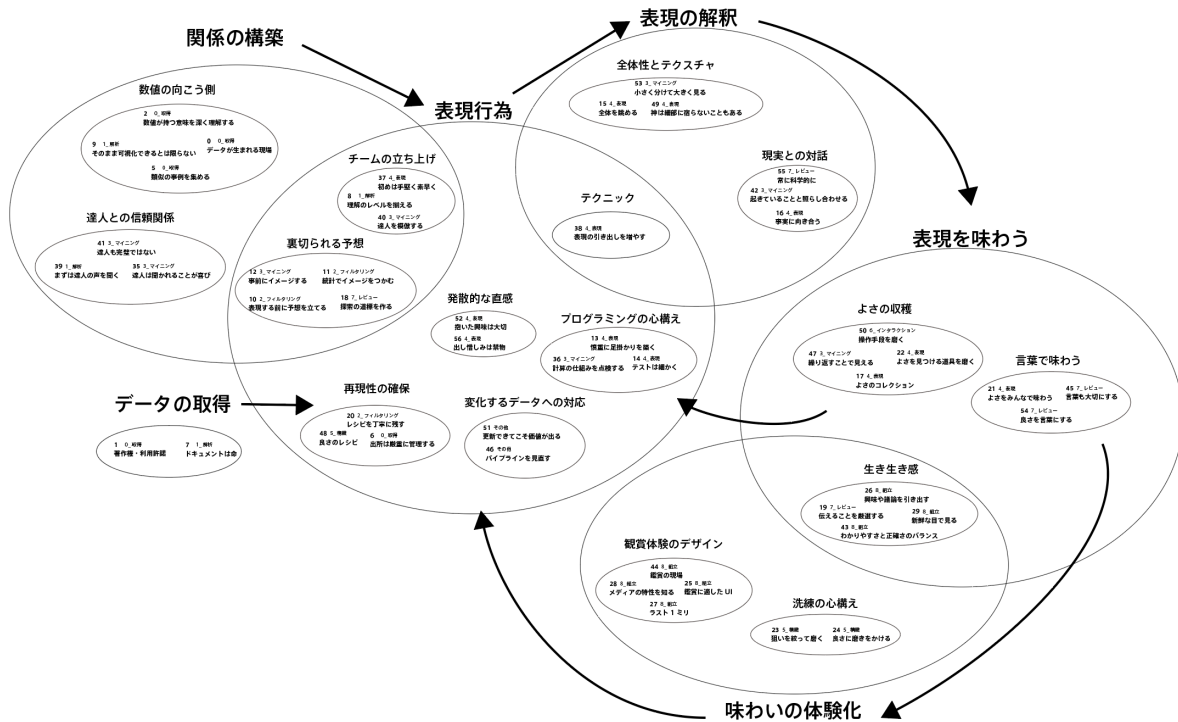 関係の構築
数値の向こう側
2 0_取得
数値が持つ意味を深く理解する
9 1_解析
そのまま可視化できるとは限らない
0 0_取得
データが生まれる現場
5 0_取得
類似の事例を集める
達人との信頼関係
41 3_マイニング
達人も完璧ではない
39 1_解析
まずは達人の声を聞く
35 3_マイニング
達人は聞かれることが喜び
表現行為
チームの立ち上げ
37 4_表現
初めは手堅く素早く
8 1_解析
理解のレベルを揃える
40 3_マイニング
達人を模倣する
裏切られる予想
12 3_マイニング
事前にイメージする
11 2_フィルタリング
統計でイメージをつかむ
10 2_フィルタリング
表現する前に予想を立てる
18 7_レビュー
探索の道標を作る
発散的な直感
52 4_表現
抱いた興味は大切
56 4_表現
出し惜しみは禁物
プログラミングの心構え
13 4_表現
慎重に足掛かりを築く
36 3_マイニング
計算の仕組みを点検する
14 4_表現
テストは細かく
再現性の確保
20 2_フィルタリング
レシピを丁寧に残す
48 5_精緻
良さのレシピ
6 0_取得
出所は厳重に管理する
変化するデータへの対応
51 その他
更新できてこそ価値が出る
46 その他
パイプラインを見直す
データの取得
1 0_取得
著作権・利用許諾
7 1_解析
ドキュメントは命
表現の解釈
全体性とテクスチャ
53 3_マイニング
小さく分けて大きく見る
15 4_表現
全体を眺める
49 4_表現
神は細部に宿らないこともある
現実との対話
55 7_レビュー
常に科学的に
42 3_マイニング
起きていることと照らし合わせる
16 4_表現
事実に向き合う
テクニック
38 4_表現
表現の引き出しを増やす
表現を味わう
よさの収穫
50 6_インタラクション
操作手段を磨く
47 3_マイニング
繰り返すことで見える
22 4_表現
よさを見つける道具を磨く
17 4_表現
よさのコレクション
言葉で味わう
21 4_表現
よさをみんなで味わう
45 7_レビュー
言葉も大切にする
54 7_レビュー
良さを言葉にする
生き生き感
26 8_組立
興味や議論を引き出す
19 7_レビュー
伝えることを厳選する
29 8_組立
新鮮な目で見る
43 8_組立
わかりやすさと正確さのバランス
観賞体験のデザイン
44 8_組立
鑑賞の現場
28 8_組立
メディアの特性を知る
25 8_組立
鑑賞に適した UI
27 8_組立
ラスト 1 ミリ
洗練の心構え
23 5_精緻
狙いを絞って磨く
24 5_精緻
良さに磨きをかける
味わいの体験化